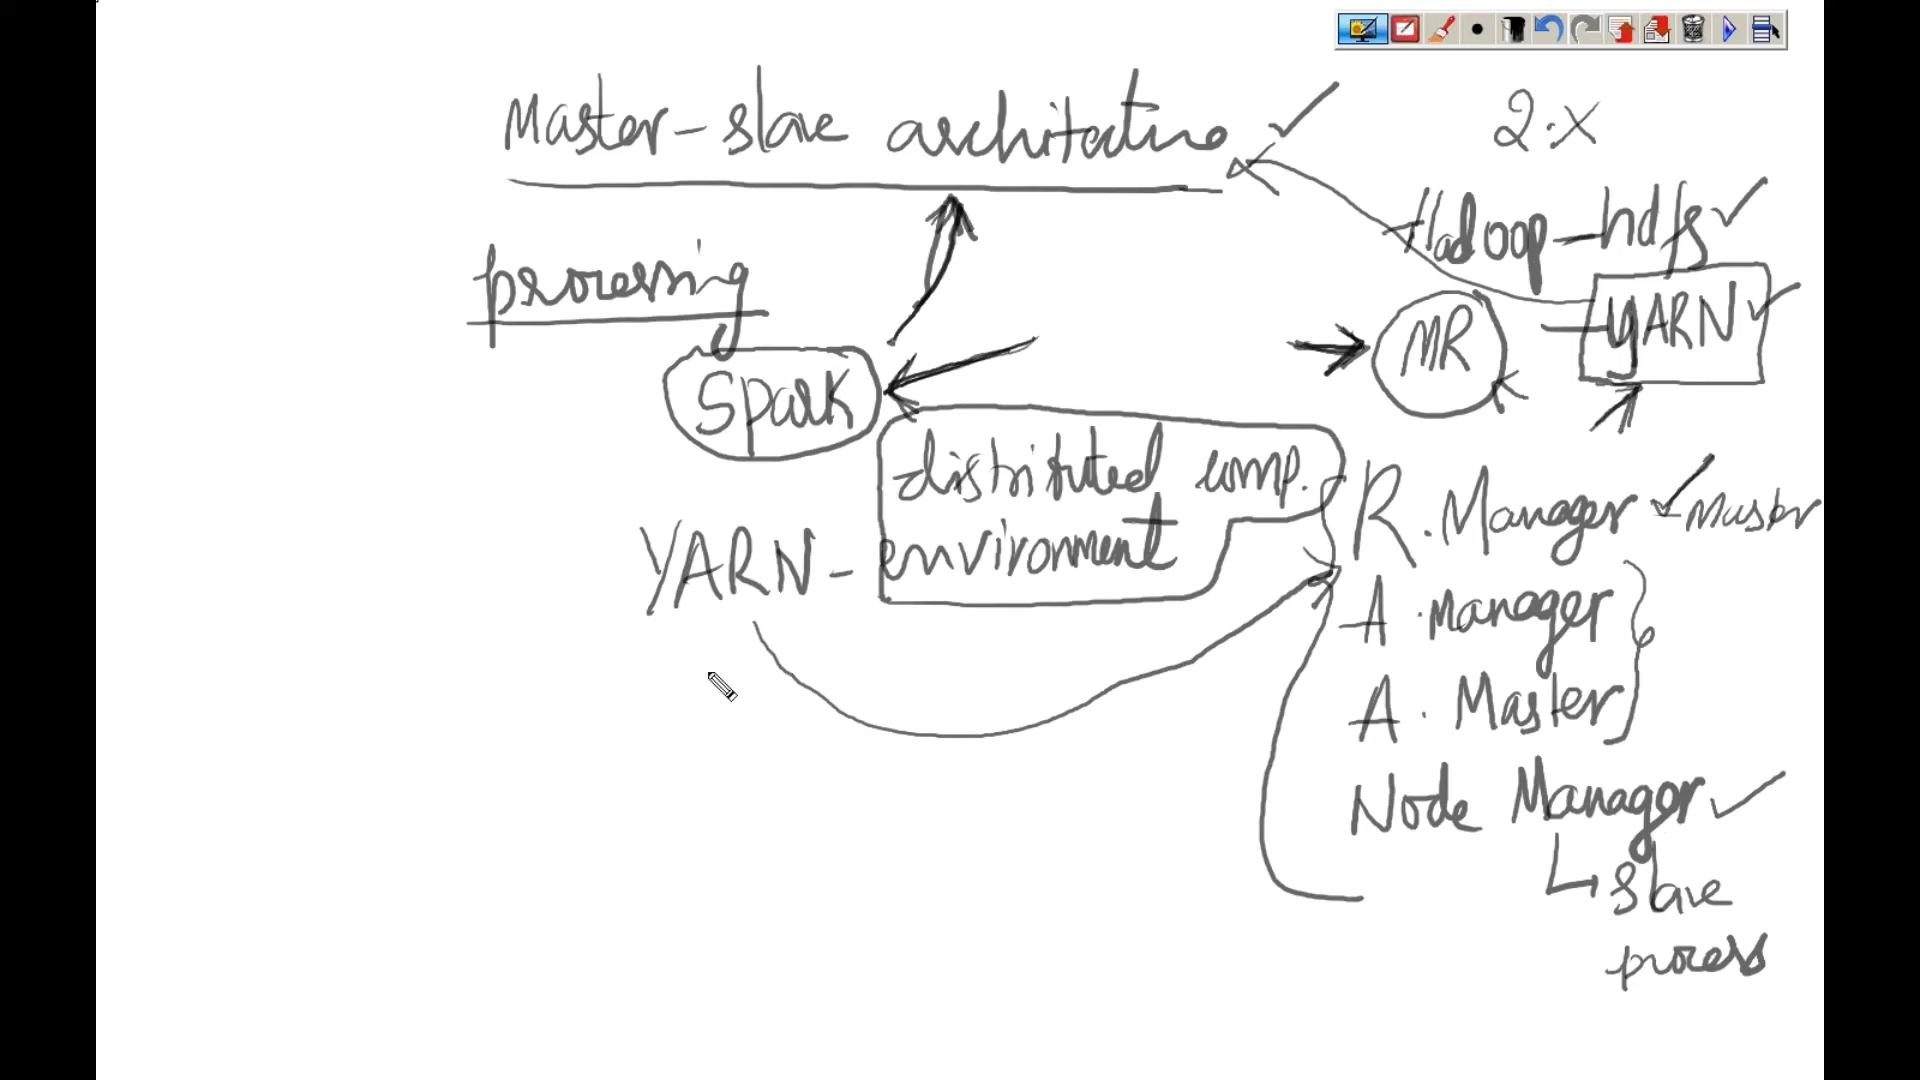 Master-slave architecture
2.X
Hadoop-hdfs
processing
YARN
MR
Spark
distributed comp.
environment
YARN -
R. Manager
Master
A. Manager
A. Master
Node Manager
slave
process